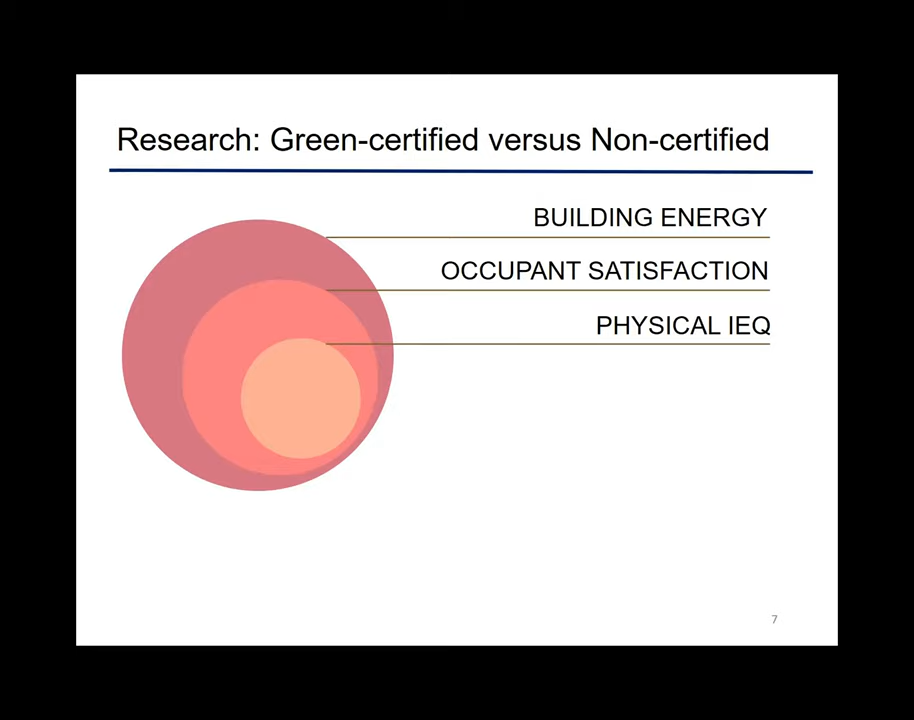 Research: Green-certified versus Non-certified
BUILDING ENERGY
OCCUPANT SATISFACTION
PHYSICAL IEQ
7